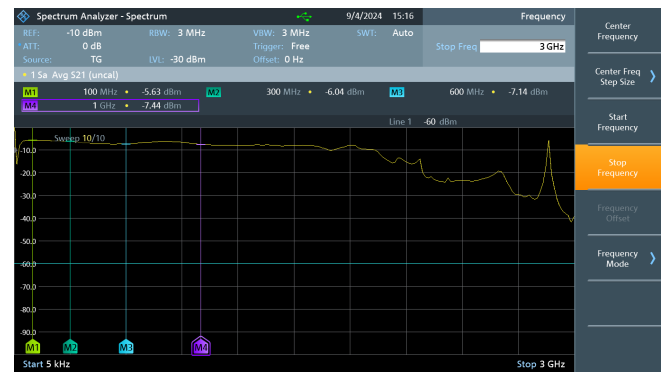 Spectrum Analyzer - Spectrum 9/4/2024 15:16 Frequency
REF: -10 dBm RBW: 3 MHz VBW: 3 MHz SWT: Auto
ATT: 0 dB Trigger: Free Stop Freq 3 GHz
Source: TG LVL: -30 dBm Offset: 0 Hz
1 Sa Avg S21 (uncal)
M1 100 MHz • -5.63 dBm M2 300 MHz • -6.04 dBm M3 600 MHz • -7.14 dBm
M4 1 GHz • -7.44 dBm
Line 1 -60 dBm
Sweep 10/10
-10.0
-20.0
-30.0
-40.0
-50.0
-60.0
-70.0
-80.0
-90.0
M1 M2 M3 M4
Start 5 kHz Stop 3 GHz
Center
Frequency
Center Freq
Step Size
Start
Frequency
Stop
Frequency
Frequency
Offset
Frequency
Mode